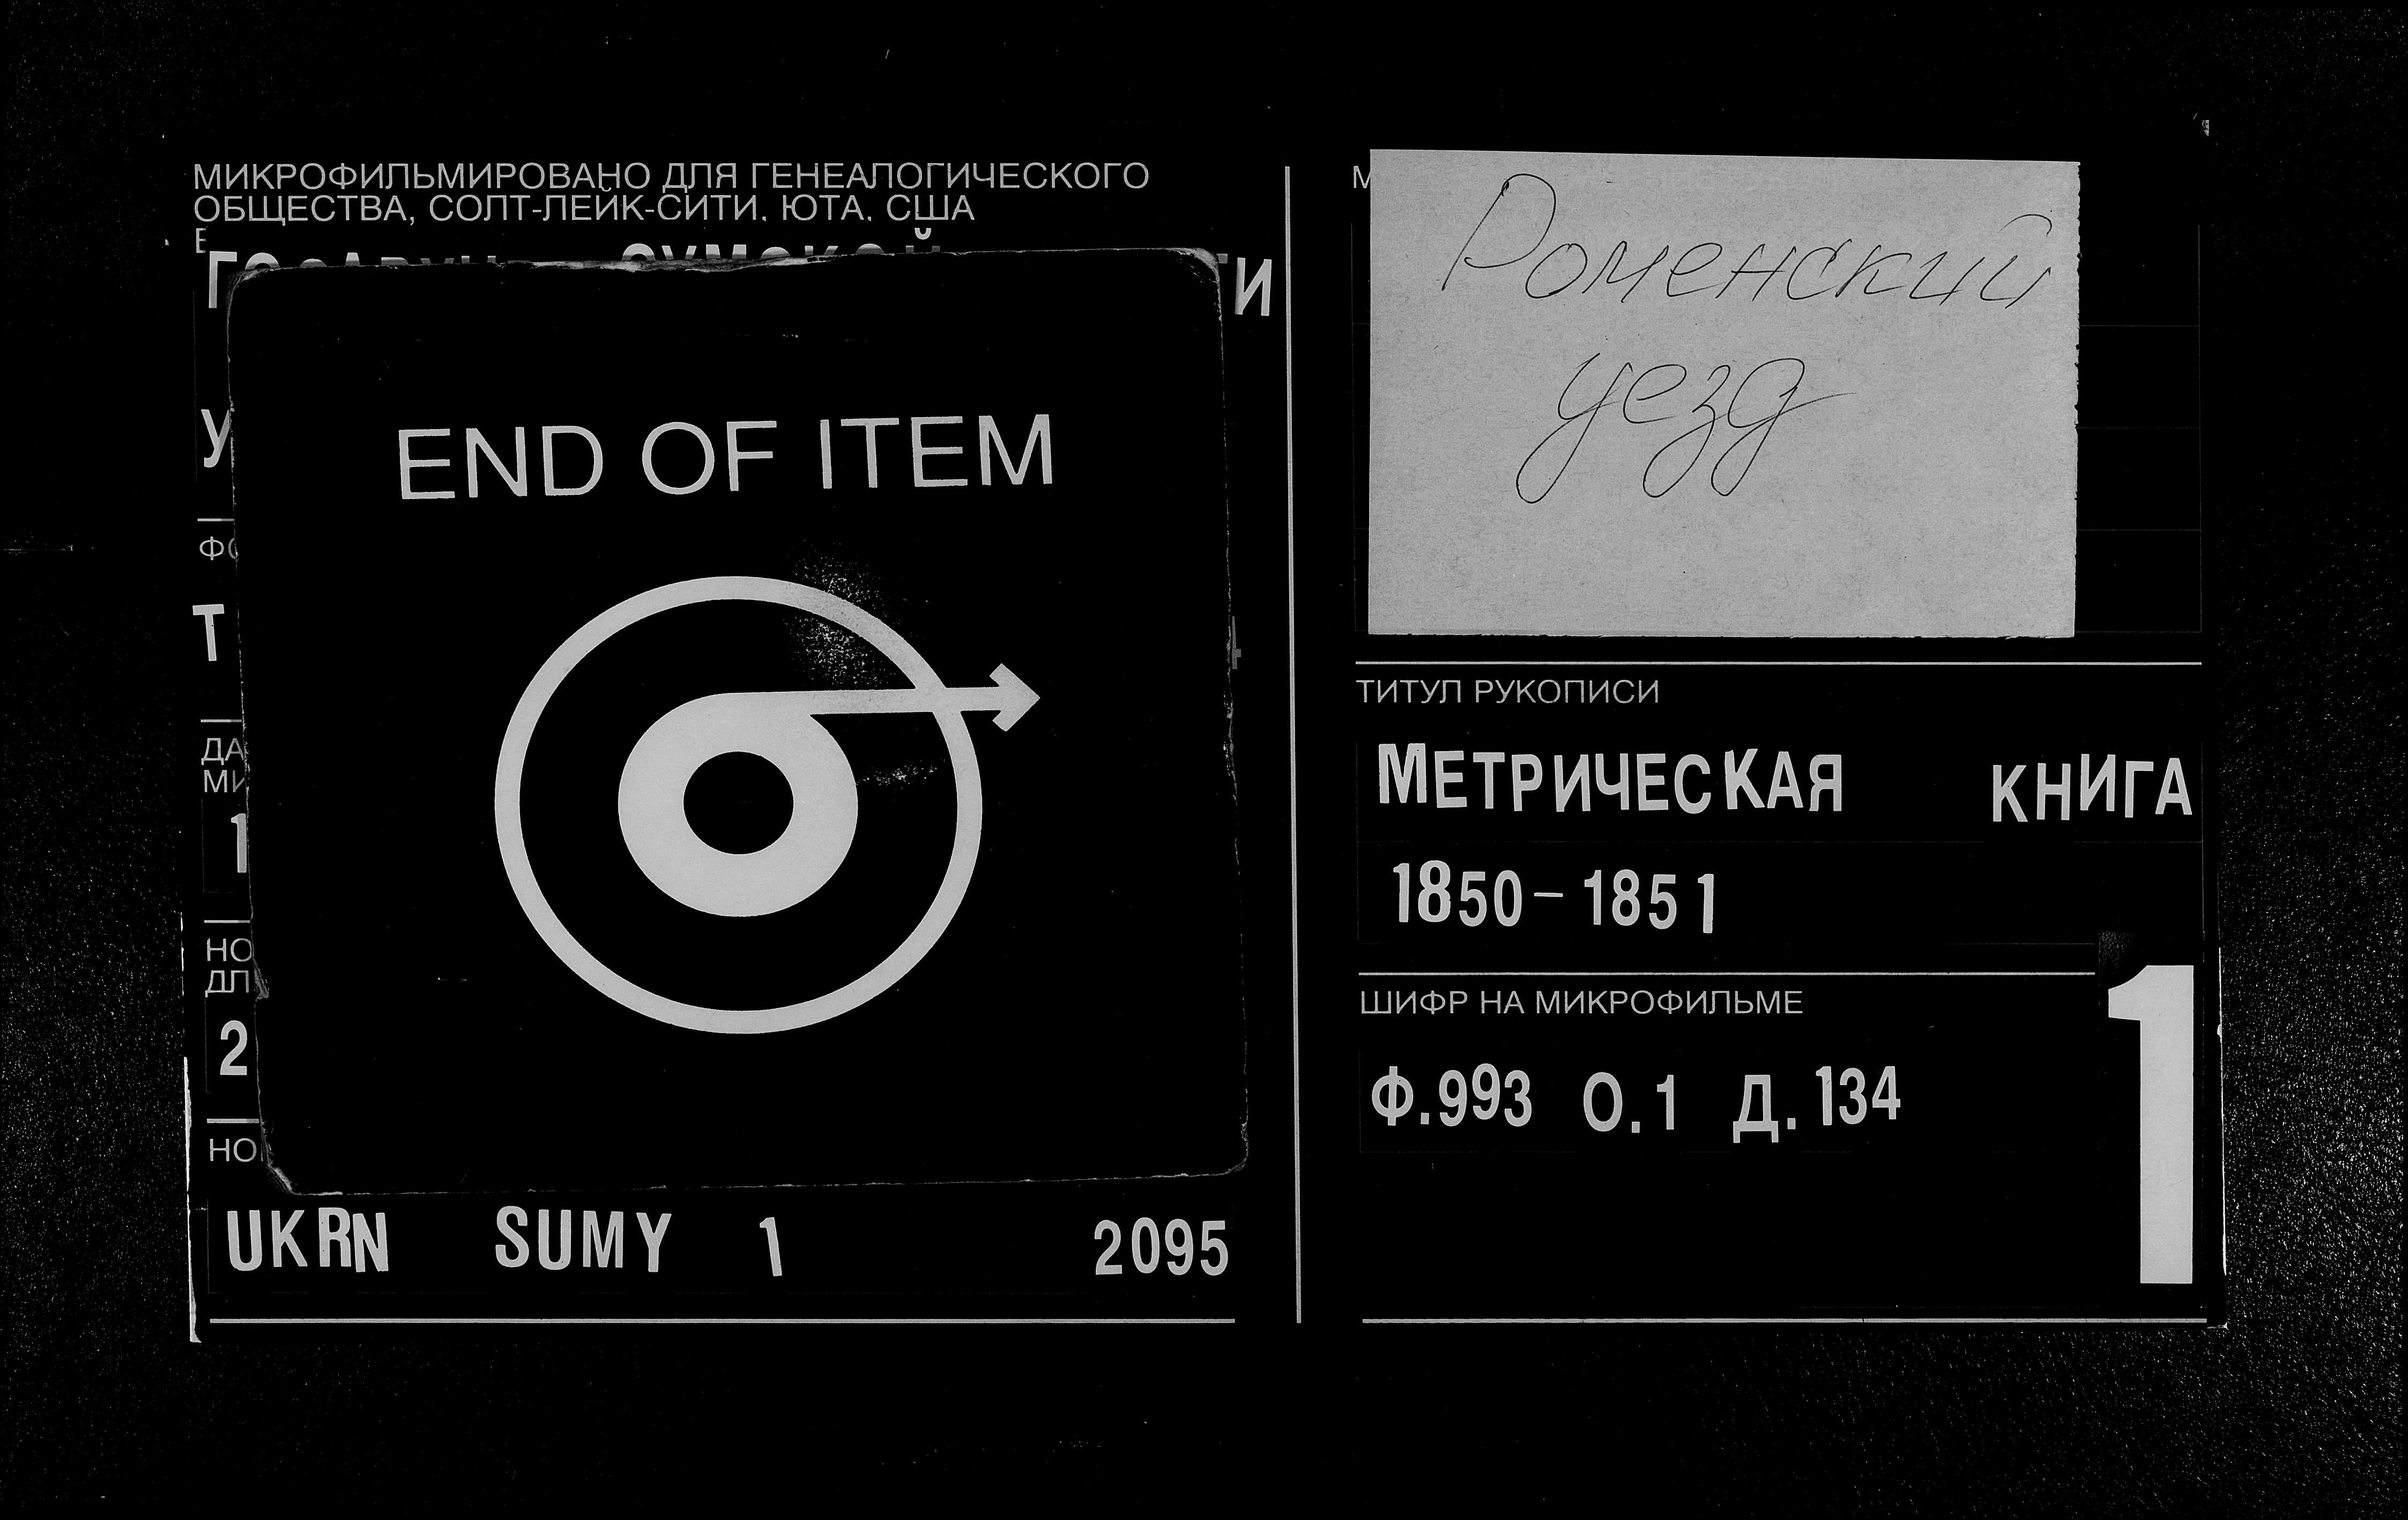 МИКРОФИЛЬМИРОВАНО ДЛЯ ГЕНЕАЛОГИЧЕСКОГО
ОБЩЕСТВА, СОЛТ-ЛЕЙК-СИТИ, ЮТА, США
END OF ITEM
UKRN SUMY 1 2095
Роменский
уезд
ТИТУЛ РУКОПИСИ
МЕТРИЧЕСКАЯ КНИГА
1850-1851
ШИФР НА МИКРОФИЛЬМЕ
Ф.993 О.1 Д.134
1